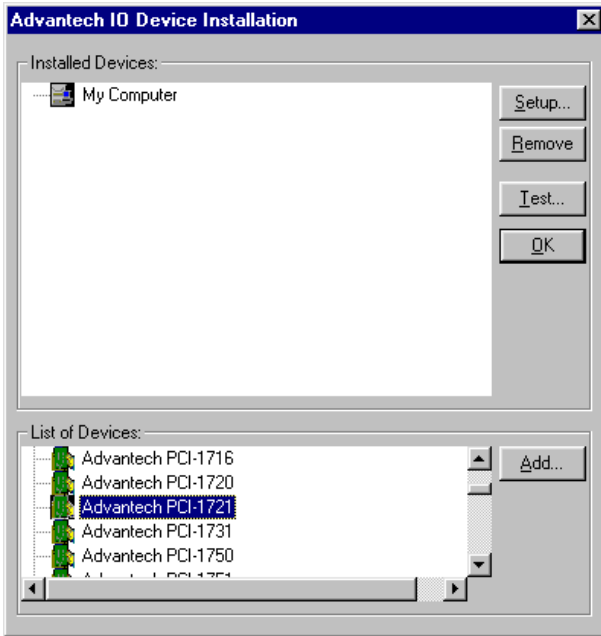 Advantech IO Device Installation
Installed Devices:
My Computer
Setup...
Remove
Test...
OK
List of Devices:
Advantech PCI-1716
Advantech PCI-1720
Advantech PCI-1721
Advantech PCI-1731
Advantech PCI-1750
Add...